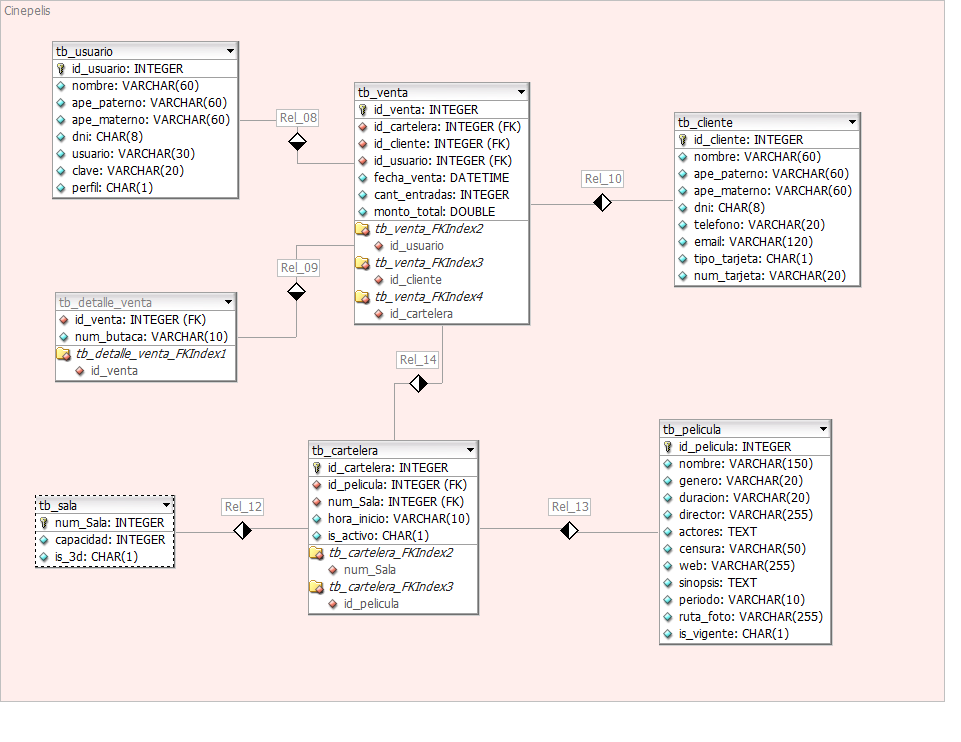 Cinepelis
tb_usuario
id_usuario: INTEGER
nombre: VARCHAR(60)
ape_paterno: VARCHAR(60)
ape_materno: VARCHAR(60)
dni: CHAR(8)
usuario: VARCHAR(30)
clave: VARCHAR(20)
perfil: CHAR(1)
Rel_08
tb_venta
id_venta: INTEGER
id_cartelera: INTEGER (FK)
id_cliente: INTEGER (FK)
id_usuario: INTEGER (FK)
fecha_venta: DATETIME
cant_entradas: INTEGER
monto_total: DOUBLE
tb_venta_FKIndex2
id_usuario
tb_venta_FKIndex3
id_cliente
tb_venta_FKIndex4
id_cartelera
Rel_10
tb_cliente
id_cliente: INTEGER
nombre: VARCHAR(60)
ape_paterno: VARCHAR(60)
ape_materno: VARCHAR(60)
dni: CHAR(8)
telefono: VARCHAR(20)
email: VARCHAR(120)
tipo_tarjeta: CHAR(1)
num_tarjeta: VARCHAR(20)
Rel_09
tb_detalle_venta
id_venta: INTEGER (FK)
num_butaca: VARCHAR(10)
tb_detalle_venta_FKIndex1
id_venta
Rel_14
tb_cartelera
id_cartelera: INTEGER
id_pelicula: INTEGER (FK)
num_Sala: INTEGER (FK)
hora_inicio: VARCHAR(10)
is_activo: CHAR(1)
tb_cartelera_FKIndex2
num_Sala
tb_cartelera_FKIndex3
id_pelicula
tb_sala
num_Sala: INTEGER
capacidad: INTEGER
is_3d: CHAR(1)
Rel_12
Rel_13
tb_pelicula
id_pelicula: INTEGER
nombre: VARCHAR(150)
genero: VARCHAR(20)
duracion: VARCHAR(20)
director: VARCHAR(255)
actores: TEXT
censura: VARCHAR(50)
web: VARCHAR(255)
sinopsis: TEXT
periodo: VARCHAR(10)
ruta_foto: VARCHAR(255)
is_vigente: CHAR(1)